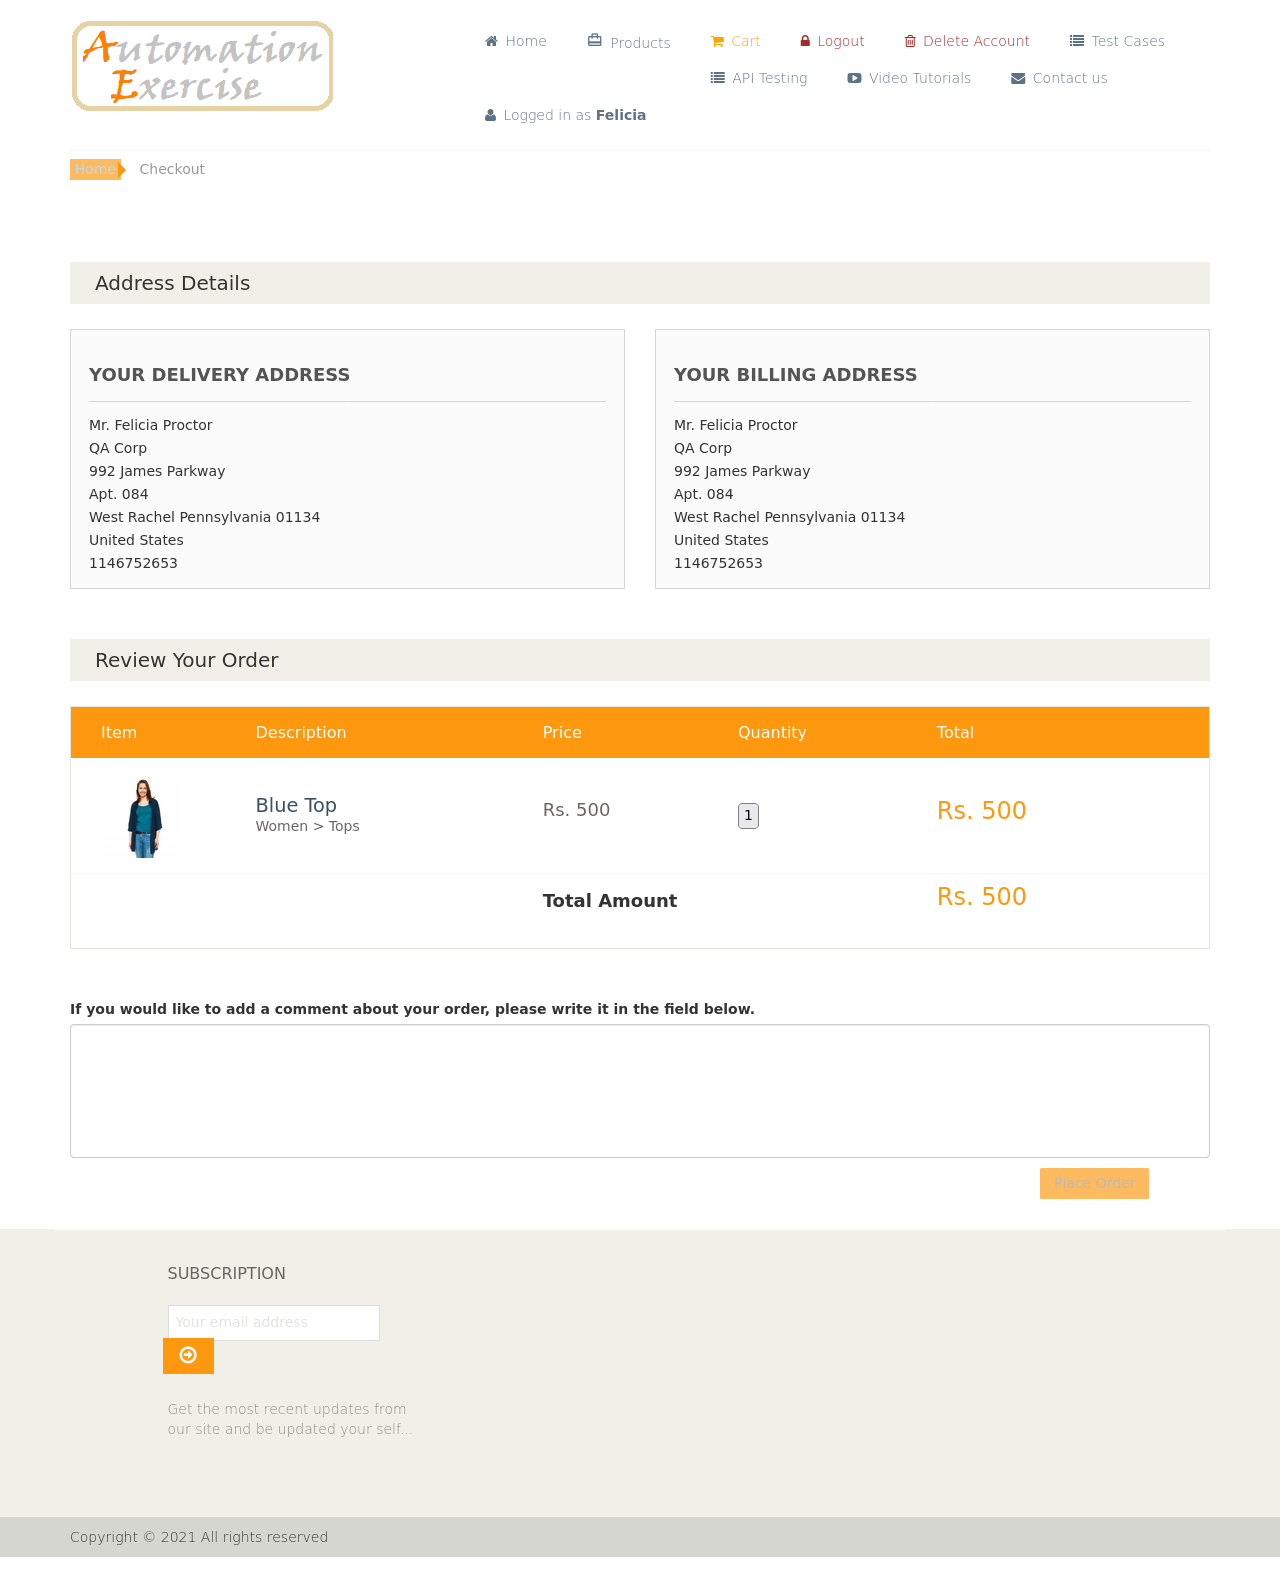 Automation
Exercise
Home
Products
Cart
Logout
Delete Account
Test Cases
API Testing
Video Tutorials
Contact us
Logged in as Felicia
Home
Checkout
Address Details
YOUR DELIVERY ADDRESS
Mr. Felicia Proctor
QA Corp
992 James Parkway
Apt. 084
West Rachel Pennsylvania 01134
United States
1146752653
YOUR BILLING ADDRESS
Mr. Felicia Proctor
QA Corp
992 James Parkway
Apt. 084
West Rachel Pennsylvania 01134
United States
1146752653
Review Your Order
Item Description Price Quantity Total
Blue Top
Women > Tops
Rs. 500
1
Rs. 500
Total Amount
Rs. 500
If you would like to add a comment about your order, please write it in the field below.
Place Order
SUBSCRIPTION
Your email address
Get the most recent updates from
our site and be updated your self...
Copyright © 2021 All rights reserved